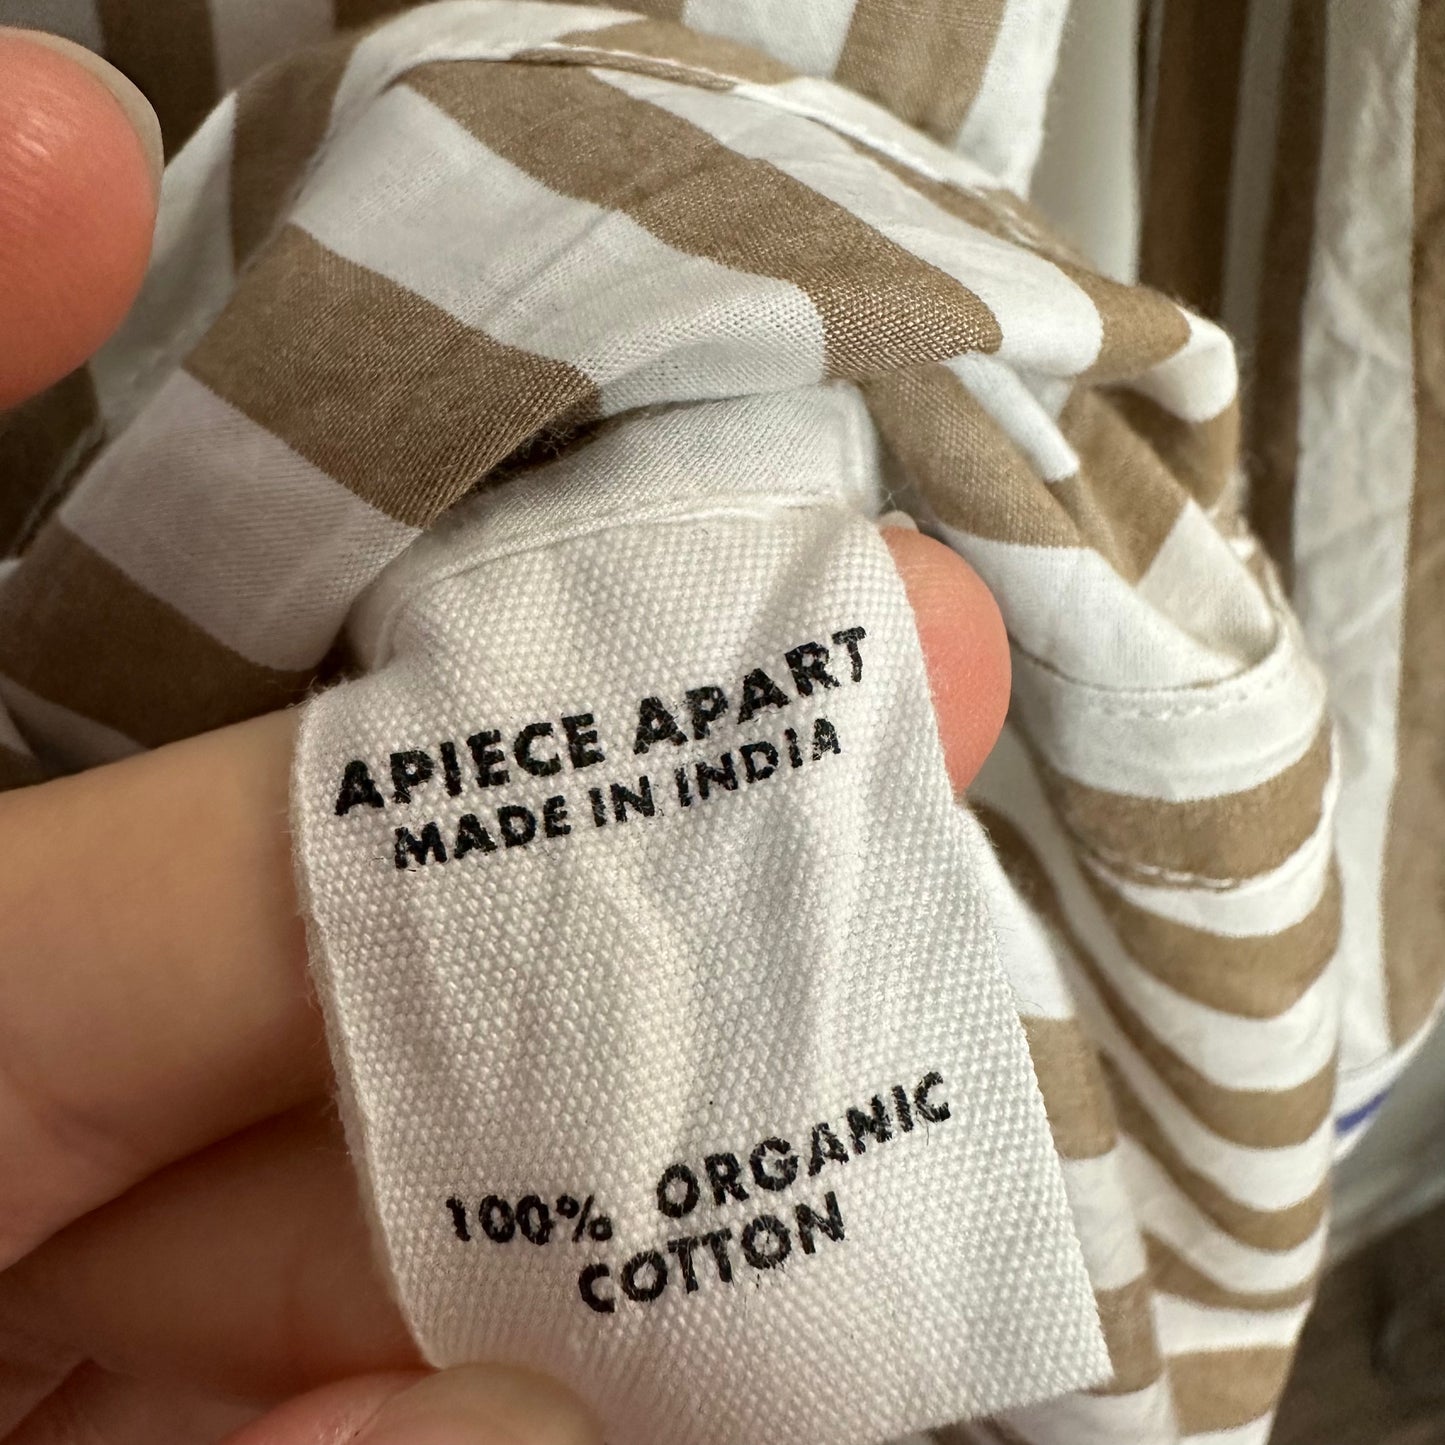 APIECE APART
MADE IN INDIA
100% ORGANIC
COTTON